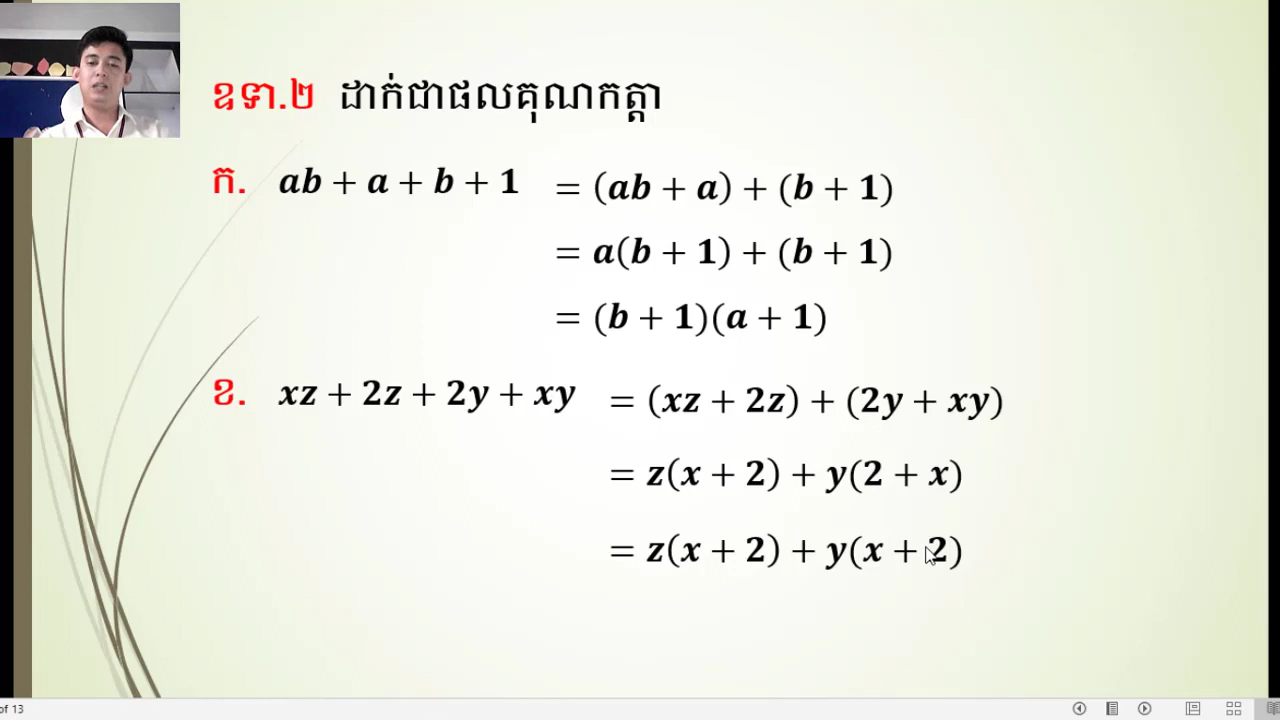 ឧទា.២ ដាក់ជាផលគុណកត្តា
ក. ab + a + b + 1 = (ab + a) + (b + 1)
= a(b + 1) + (b + 1)
= (b + 1)(a + 1)
ខ. xz + 2z + 2y + xy = (xz + 2z) + (2y + xy)
= z(x + 2) + y(2 + x)
= z(x + 2) + y(x + 2)
of 13